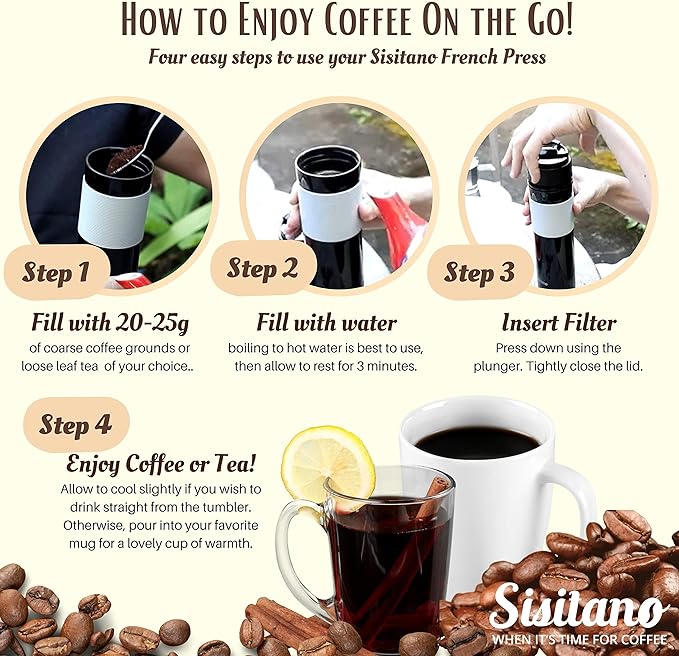 How to Enjoy Coffee On the Go!
Four easy steps to use your Sisitano French Press
Step 1
Step 2
Step 3
Fill with 20-25g
of coarse coffee grounds or
loose leaf tea of your choice..
Fill with water
boiling to hot water is best to use,
then allow to rest for 3 minutes.
Insert Filter
Press down using the
plunger. Tightly close the lid.
Step 4
Enjoy Coffee or Tea!
Allow to cool slightly if you wish to
drink straight from the tumbler.
Otherwise, pour into your favorite
mug for a lovely cup of warmth.
Sisitano
WHEN IT'S TIME FOR COFFEE